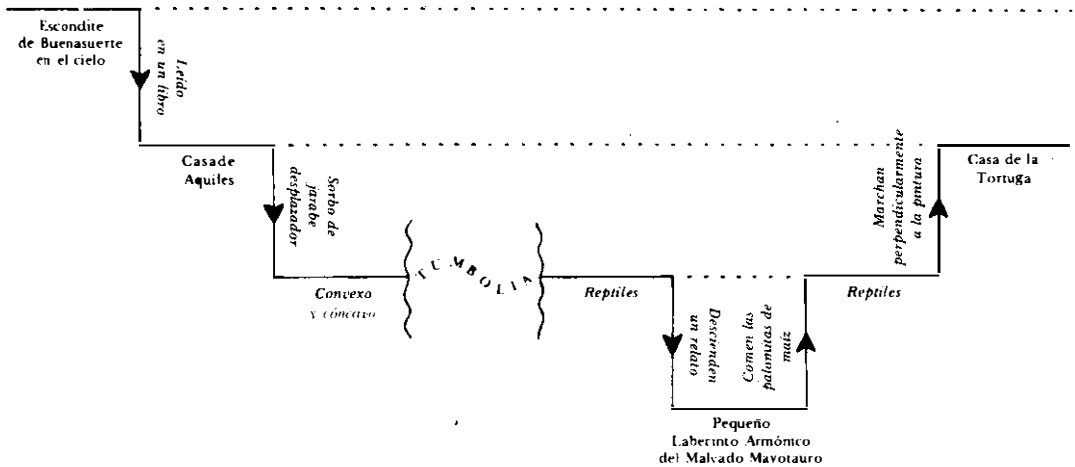 Escondite
de Buenasuerte
en el cielo
Leído
en un libro
Casade
Aquiles
Sorbo de
jarabe
desplazador
Convexo
y cóncavo
TUMBOLIA
Reptiles
Descienden
un relato
Pequeño
Laberinto Armónico
del Malvado Mayotauro
Comen las
palomitas de
maíz
Reptiles
Marchan
perpendicularmente
a la pintura
Casa de la
Tortuga